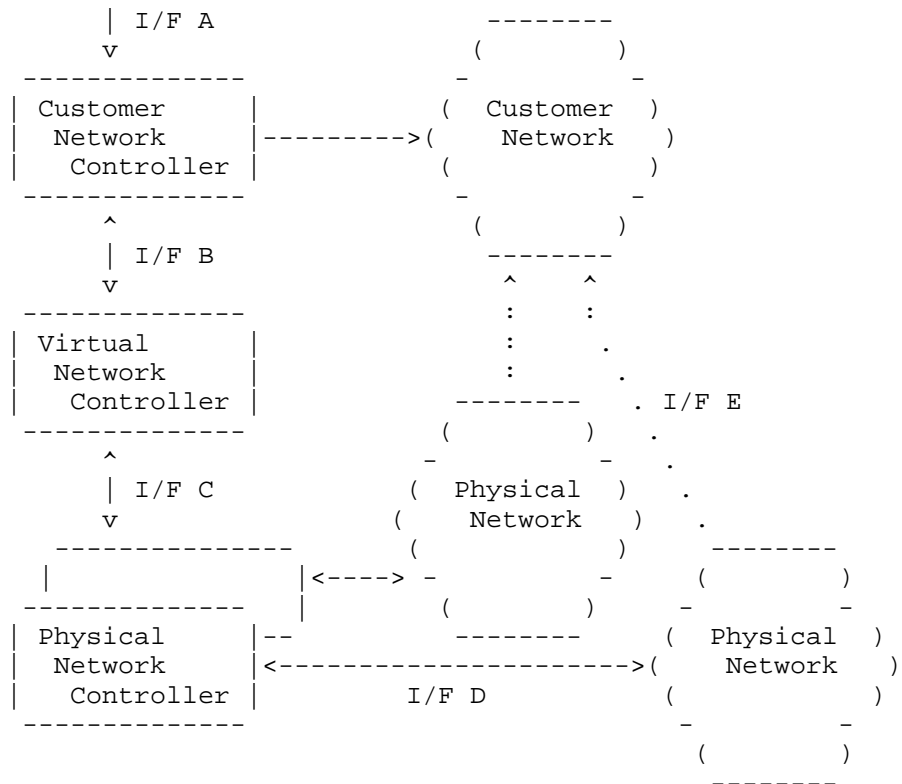 I/F A
Customer
Network
Controller
Customer
Network
I/F B
Virtual
Network
Controller
I/F E
I/F C
Physical
Network
Physical
Network
Controller
Physical
Network
I/F D